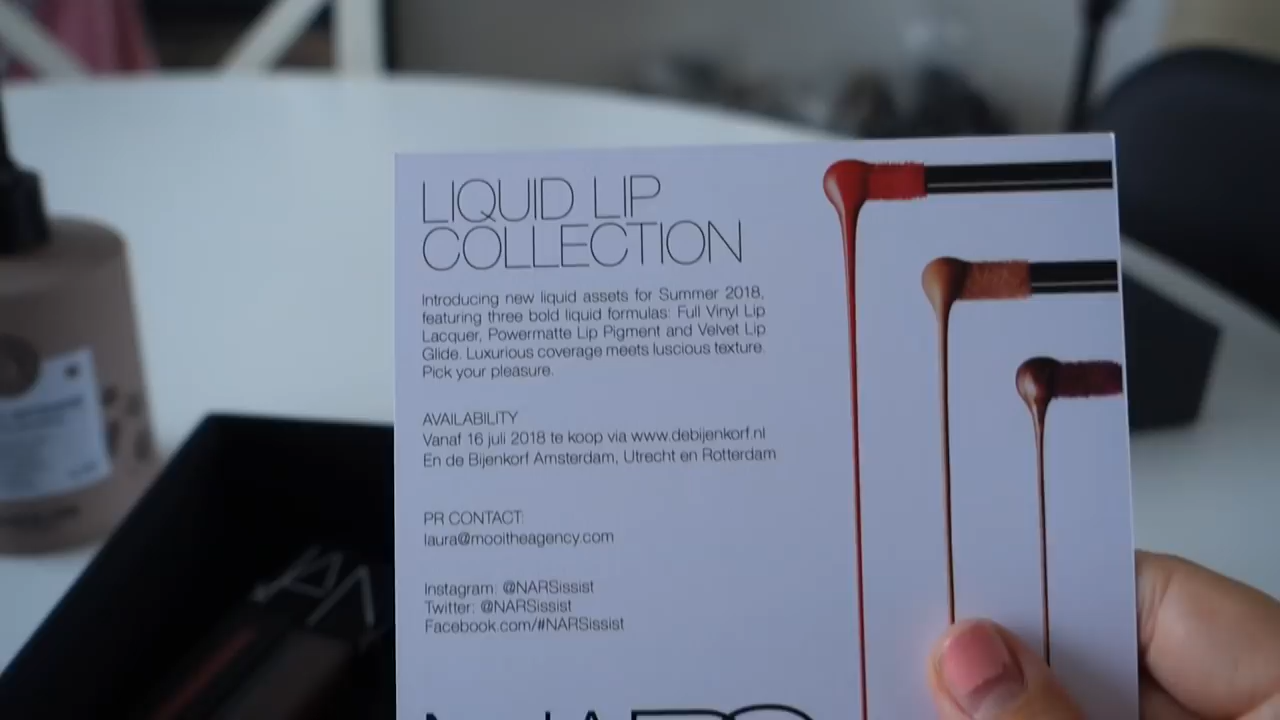 LIQUID LIP
COLLECTION
Introducing new liquid assets for Summer 2018,
featuring three bold liquid formulas: Full Vinyl Lip
Lacquer, Powermatte Lip Pigment and Velvet Lip
Glide. Luxurious coverage meets luscious texture.
Pick your pleasure.
AVAILABILITY
Vanaf 16 juli 2018 te koop via www.debijenkorf.nl
En de Bijenkorf Amsterdam, Utrecht en Rotterdam
PR CONTACT:
laura@mooitheagency.com
Instagram: @NARSissist
Twitter: @NARSissist
Facebook.com/#NARSissist
NARS